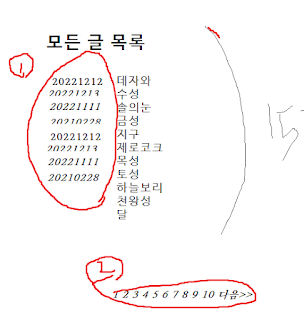 모든 글 목록
1
20221212 데자와
20221213 수성
20221111 솔의눈
20210228 금성
20221212 지구
20221213 제로코크
20221111 목성
20210228 토성
하늘보리
천왕성
달
15
2
1 2 3 4 5 6 7 8 9 10 다음>>